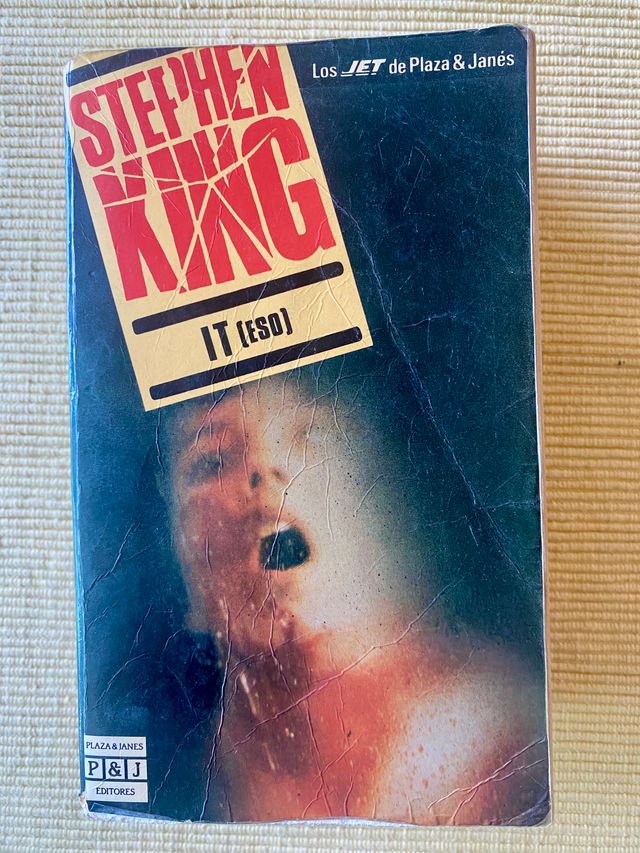 Los JET de Plaza & Janés
STEPHEN
KING
IT (ESO)
PLAZA & JANES
P & J
EDITORES